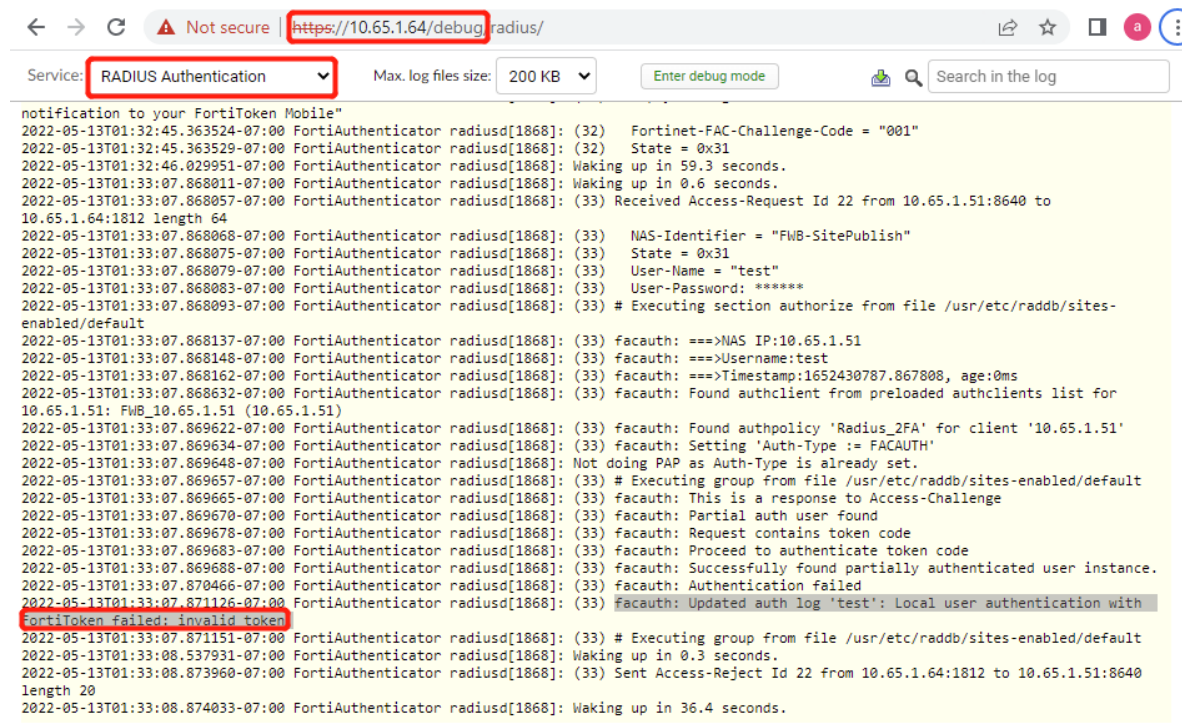 Not secure | https://10.65.1.64/debug/radius/
a
Service: RADIUS Authentication Max. log files size: 200 KB Enter debug mode Search in the log
notification to your FortiToken Mobile"
2022-05-13T01:32:45.363524-07:00 FortiAuthenticator radiusd[1868]: (32)   Fortinet-FAC-Challenge-Code = "001"
2022-05-13T01:32:45.363529-07:00 FortiAuthenticator radiusd[1868]: (32)   State = 0x31
2022-05-13T01:32:46.029951-07:00 FortiAuthenticator radiusd[1868]: Waking up in 59.3 seconds.
2022-05-13T01:33:07.868011-07:00 FortiAuthenticator radiusd[1868]: Waking up in 0.6 seconds.
2022-05-13T01:33:07.868057-07:00 FortiAuthenticator radiusd[1868]: (33) Received Access-Request Id 22 from 10.65.1.51:8640 to
10.65.1.64:1812 length 64
2022-05-13T01:33:07.868068-07:00 FortiAuthenticator radiusd[1868]: (33)   NAS-Identifier = "FWB-SitePublish"
2022-05-13T01:33:07.868075-07:00 FortiAuthenticator radiusd[1868]: (33)   State = 0x31
2022-05-13T01:33:07.868079-07:00 FortiAuthenticator radiusd[1868]: (33)   User-Name = "test"
2022-05-13T01:33:07.868083-07:00 FortiAuthenticator radiusd[1868]: (33)   User-Password: ******
2022-05-13T01:33:07.868093-07:00 FortiAuthenticator radiusd[1868]: (33) # Executing section authorize from file /usr/etc/raddb/sites-
enabled/default
2022-05-13T01:33:07.868137-07:00 FortiAuthenticator radiusd[1868]: (33) facauth: ===>NAS IP:10.65.1.51
2022-05-13T01:33:07.868148-07:00 FortiAuthenticator radiusd[1868]: (33) facauth: ===>Username:test
2022-05-13T01:33:07.868162-07:00 FortiAuthenticator radiusd[1868]: (33) facauth: ===>Timestamp:1652430787.867808, age:0ms
2022-05-13T01:33:07.868632-07:00 FortiAuthenticator radiusd[1868]: (33) facauth: Found authclient from preloaded authclients list for
10.65.1.51: FWB_10.65.1.51 (10.65.1.51)
2022-05-13T01:33:07.869622-07:00 FortiAuthenticator radiusd[1868]: (33) facauth: Found authpolicy 'Radius_2FA' for client '10.65.1.51'
2022-05-13T01:33:07.869634-07:00 FortiAuthenticator radiusd[1868]: (33) facauth: Setting 'Auth-Type := FACAUTH'
2022-05-13T01:33:07.869648-07:00 FortiAuthenticator radiusd[1868]: Not doing PAP as Auth-Type is already set.
2022-05-13T01:33:07.869657-07:00 FortiAuthenticator radiusd[1868]: (33) # Executing group from file /usr/etc/raddb/sites-enabled/default
2022-05-13T01:33:07.869665-07:00 FortiAuthenticator radiusd[1868]: (33) facauth: This is a response to Access-Challenge
2022-05-13T01:33:07.869670-07:00 FortiAuthenticator radiusd[1868]: (33) facauth: Partial auth user found
2022-05-13T01:33:07.869678-07:00 FortiAuthenticator radiusd[1868]: (33) facauth: Request contains token code
2022-05-13T01:33:07.869683-07:00 FortiAuthenticator radiusd[1868]: (33) facauth: Proceed to authenticate token code
2022-05-13T01:33:07.869688-07:00 FortiAuthenticator radiusd[1868]: (33) facauth: Successfully found partially authenticated user instance.
2022-05-13T01:33:07.870466-07:00 FortiAuthenticator radiusd[1868]: (33) facauth: Authentication failed
2022-05-13T01:33:07.871126-07:00 FortiAuthenticator radiusd[1868]: (33) facauth: Updated auth log 'test': Local user authentication with
FortiToken failed: invalid token
2022-05-13T01:33:07.871151-07:00 FortiAuthenticator radiusd[1868]: (33) # Executing group from file /usr/etc/raddb/sites-enabled/default
2022-05-13T01:33:08.537931-07:00 FortiAuthenticator radiusd[1868]: Waking up in 0.3 seconds.
2022-05-13T01:33:08.873960-07:00 FortiAuthenticator radiusd[1868]: (33) Sent Access-Reject Id 22 from 10.65.1.64:1812 to 10.65.1.51:8640
length 20
2022-05-13T01:33:08.874033-07:00 FortiAuthenticator radiusd[1868]: Waking up in 36.4 seconds.